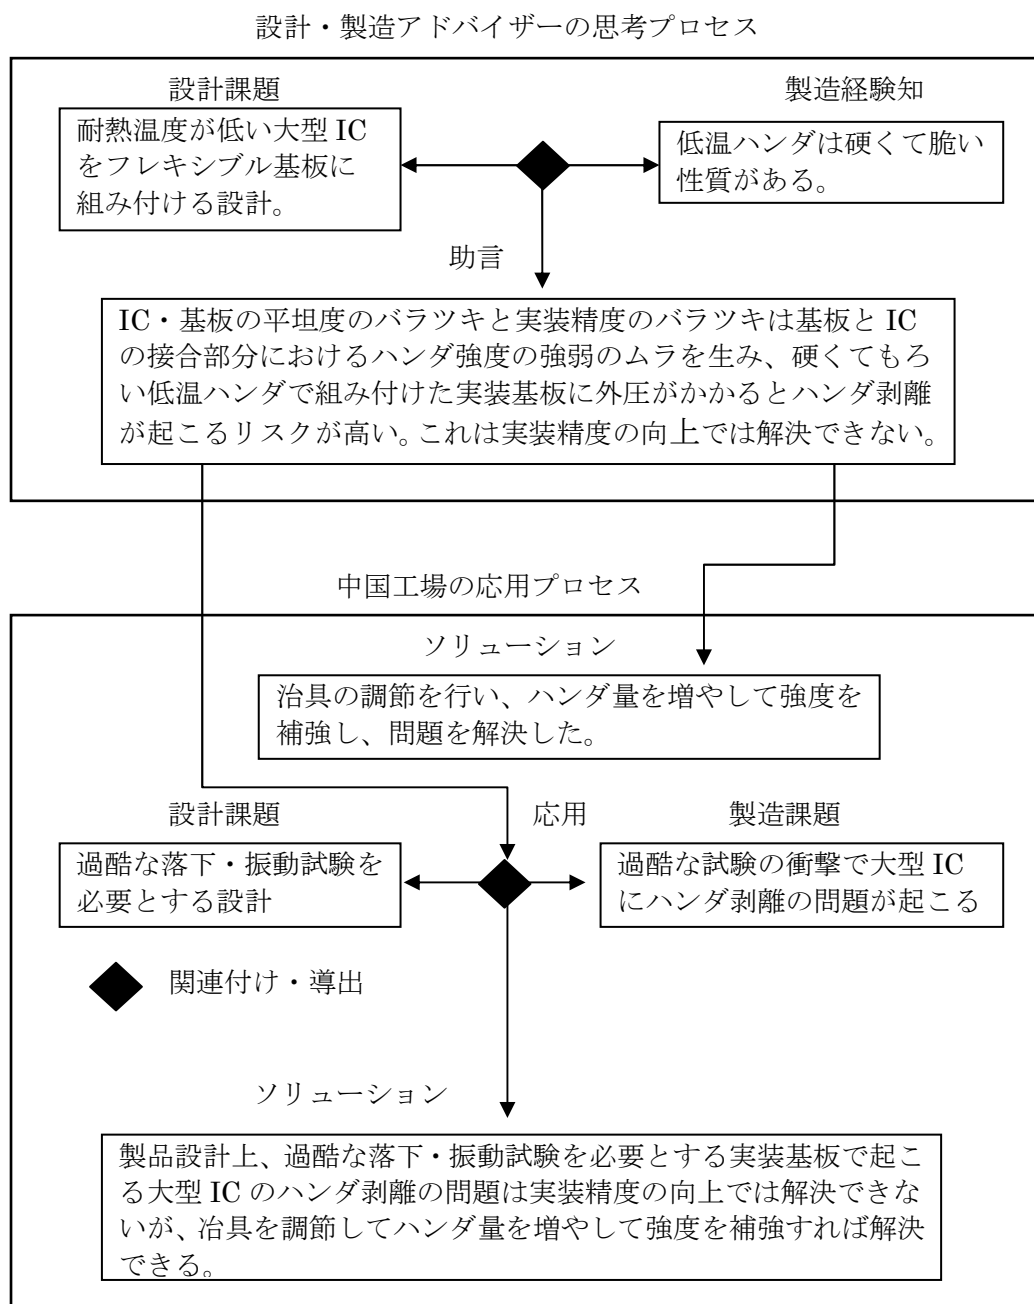 設計・製造アドバイザーの思考プロセス
設計課題
製造経験知
耐熱温度が低い大型 IC
をフレキシブル基板に
組み付ける設計。
低温ハンダは硬くて脆い
性質がある。
助言
IC・基板の平坦度のバラツキと実装精度のバラツキは基板と IC
の接合部分におけるハンダ強度の強弱のムラを生み、硬くてもろ
い低温ハンダで組み付けた実装基板に外圧がかかるとハンダ剥離
が起こるリスクが高い。これは実装精度の向上では解決できない。
中国工場の応用プロセス
ソリューション
治具の調節を行い、ハンダ量を増やして強度を
補強し、問題を解決した。
設計課題
応用
製造課題
過酷な落下・振動試験を
必要とする設計
過酷な試験の衝撃で大型 IC
にハンダ剥離の問題が起こる
関連付け・導出
ソリューション
製品設計上、過酷な落下・振動試験を必要とする実装基板で起こ
る大型 IC のハンダ剥離の問題は実装精度の向上では解決できな
いが、冶具を調節してハンダ量を増やして強度を補強すれば解決
できる。